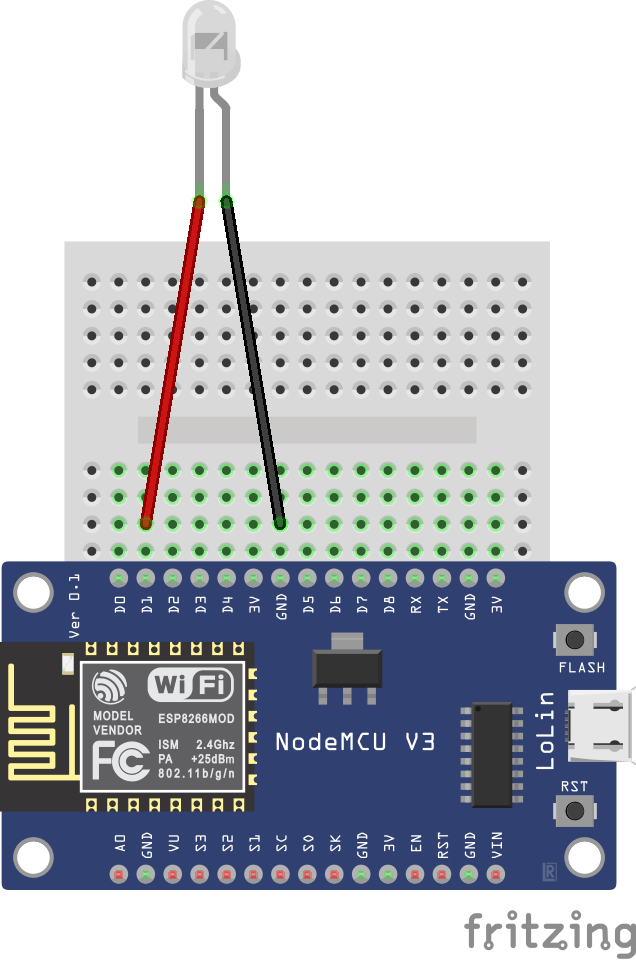 Ver 0.1
D0 D1 D2 D3 D4 3V GND D5 D6 D7 D8 RX TX GND 3V
FLASH
WiFi
MODEL
VENDOR
ESP8266MOD
FC
ISM 2.4Ghz
PA +25dBm
802.11b/g/n
NodeMCU V3
LoLin
RST
A0 GND VU S3 S2 S1 SC S0 SK GND 3V EN RST GND VIN
R
fritzing